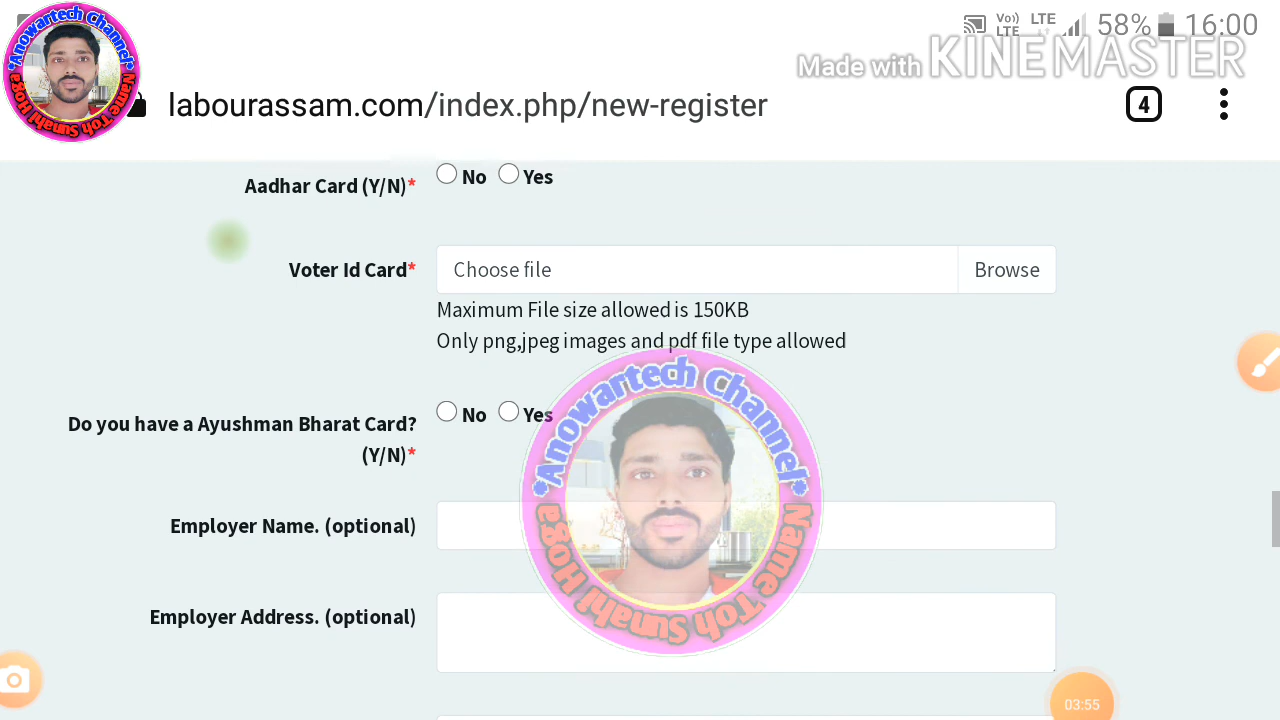 *Anowartech Channel*
Name Toh Sunahi Hoga
Vo)) LTE
LTE
58%
16:00
Made with KINEMASTER
labourassam.com/index.php/new-register
4
Aadhar Card (Y/N)*
No Yes
Voter Id Card*
Choose file
Browse
Maximum File size allowed is 150KB
Only png,jpeg images and pdf file type allowed
*Anowartech Channel*
Name Toh Sunahi Hoga
Do you have a Ayushman Bharat Card?
(Y/N)*
No Yes
Employer Name. (optional)
Employer Address. (optional)
03:55